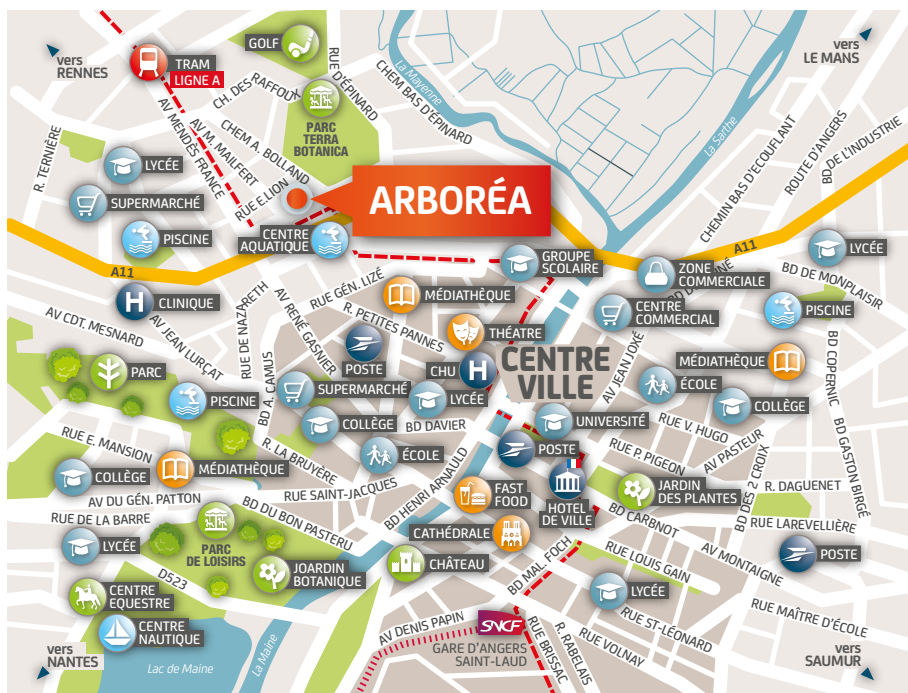 vers
RENNES
TRAM
LIGNE A
GOLF
RUE D'ÉPINARD
CH. DES RAFFOUX
PARC
TERRA
BOTANICA
CHEM BAS D'ÉPINARD
La Mayenne
La Sarthe
vers
LE MANS
CHEMIN BAS D'ECOUFLANT
ROUTE D'ANGERS
BD. DE L'INDUSTRIE
R. TERNIÈRE
LYCÉE
SUPERMARCHÉ
PISCINE
AV MENDÈS FRANCE
AV M. MAILFERT
CHEM A. BOLLAND
RUE E.LION
ARBORÉA
CENTRE
AQUATIQUE
A11
A11
GROUPE
SCOLAIRE
ZONE
COMMERCIALE
LYCÉE
BD DE MONPLAISIR
CLINIQUE
AV CDT. MESNARD
AV JEAN LURÇAT
RUE DE NAZARETH
BD A. CAMUS
AV RENÉ GASNIER
RUE GÉN. LIZÉ
MÉDIATHÈQUE
R. PETITES PANNES
THÉATRE
CENTRE
COMMERCIAL
PISCINE
POSTE
CHU
CENTRE
VILLE
AV JEAN JOXÉ
MÉDIATHÈQUE
BD COPERNIC
PARC
PISCINE
SUPERMARCHÉ
LYCÉE
ÉCOLE
COLLÈGE
COLLÈGE
BD DAVIER
UNIVERSITÉ
RUE V. HUGO
AV PASTEUR
BD GASTON BIRGÉ
RUE E. MANSION
R. LA BRUYÈRE
ÉCOLE
POSTE
RUE P. PIGEON
COLLÈGE
MÉDIATHÈQUE
RUE SAINT-JACQUES
BD HENRI ARNAULD
FAST
FOOD
HOTEL
DE VILLE
JARDIN
DES PLANTES
BD DES 2 CROIX
R. DAGUENET
AV DU GÉN. PATTON
RUE DE LA BARRE
BD DU BON PASTERU
BD CARBNOT
RUE LAREVELLIÈRE
LYCÉE
PARC
DE LOISIRS
CATHÉDRALE
CHÂTEAU
BD MAL. FOCH
RUE LOUIS GAIN
AV MONTAIGNE
POSTE
JOARDIN
BOTANIQUE
D523
CENTRE
EQUESTRE
CENTRE
NAUTIQUE
LYCÉE
RUE ST-LÉONARD
RUE MAÎTRE D'ÉCOLE
AV DENIS PAPIN
SNCF
GARE D'ANGERS
SAINT-LAUD
RUE BRISSAC
R. RABELAIS
RUE VOLNAY
vers
NANTES
Lac de Maine
La Maine
vers
SAUMUR